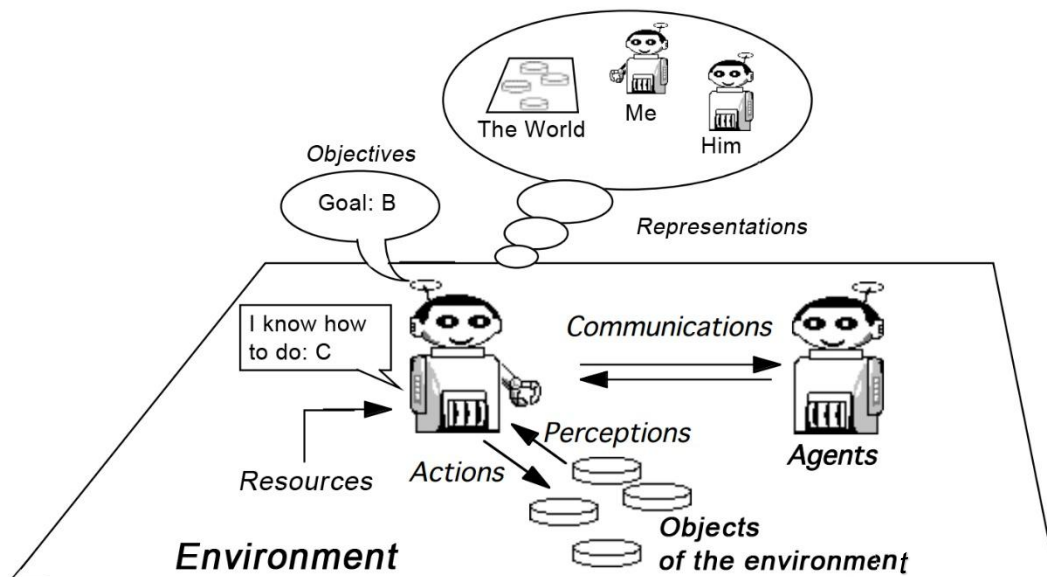 The World
Me
Him
Objectives
Goal: B
Representations
I know how
to do: C
Communications
Perceptions
Agents
Resources
Actions
Objects
of the environment
Environment